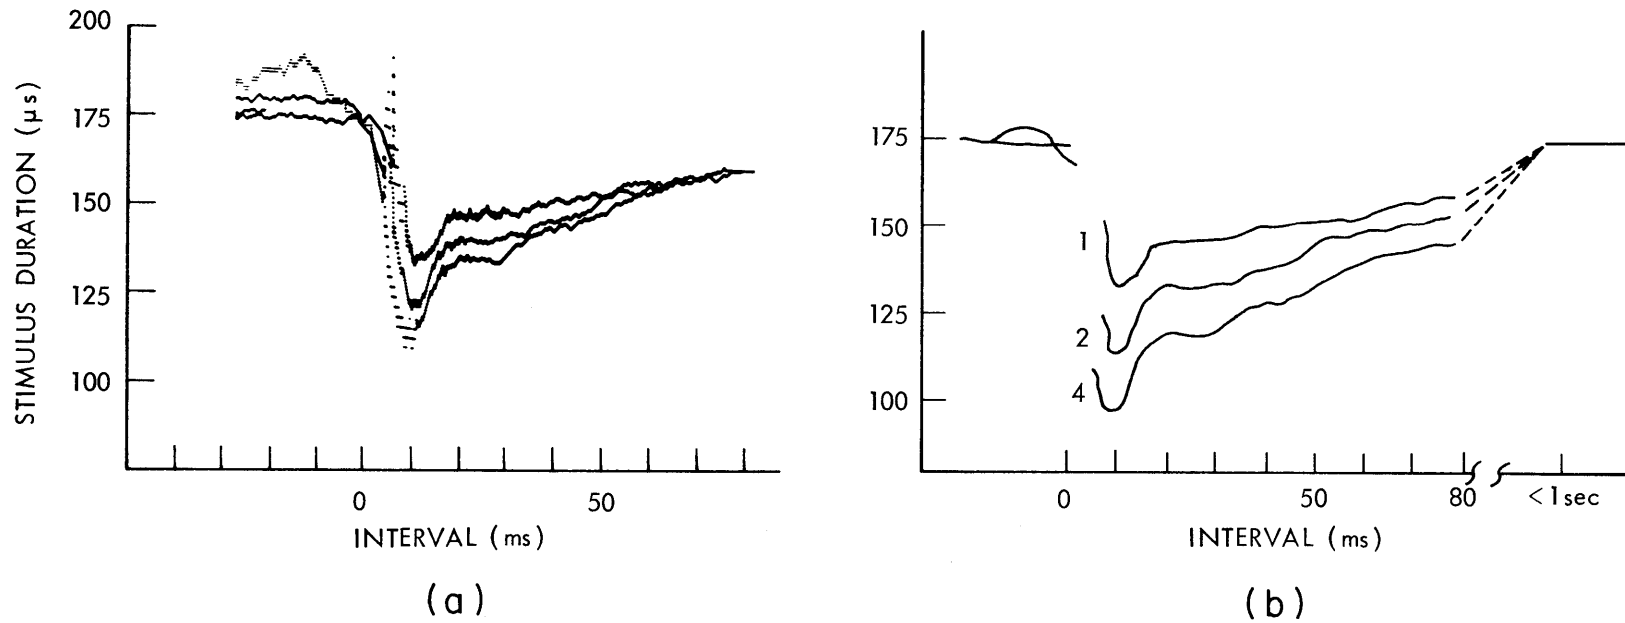 200
175
150
125
100
STIMULUS DURATION (μs)
0 50
INTERVAL (ms)
(a)
175
150
125
100
1
2
4
0 50 80 <1sec
INTERVAL (ms)
(b)